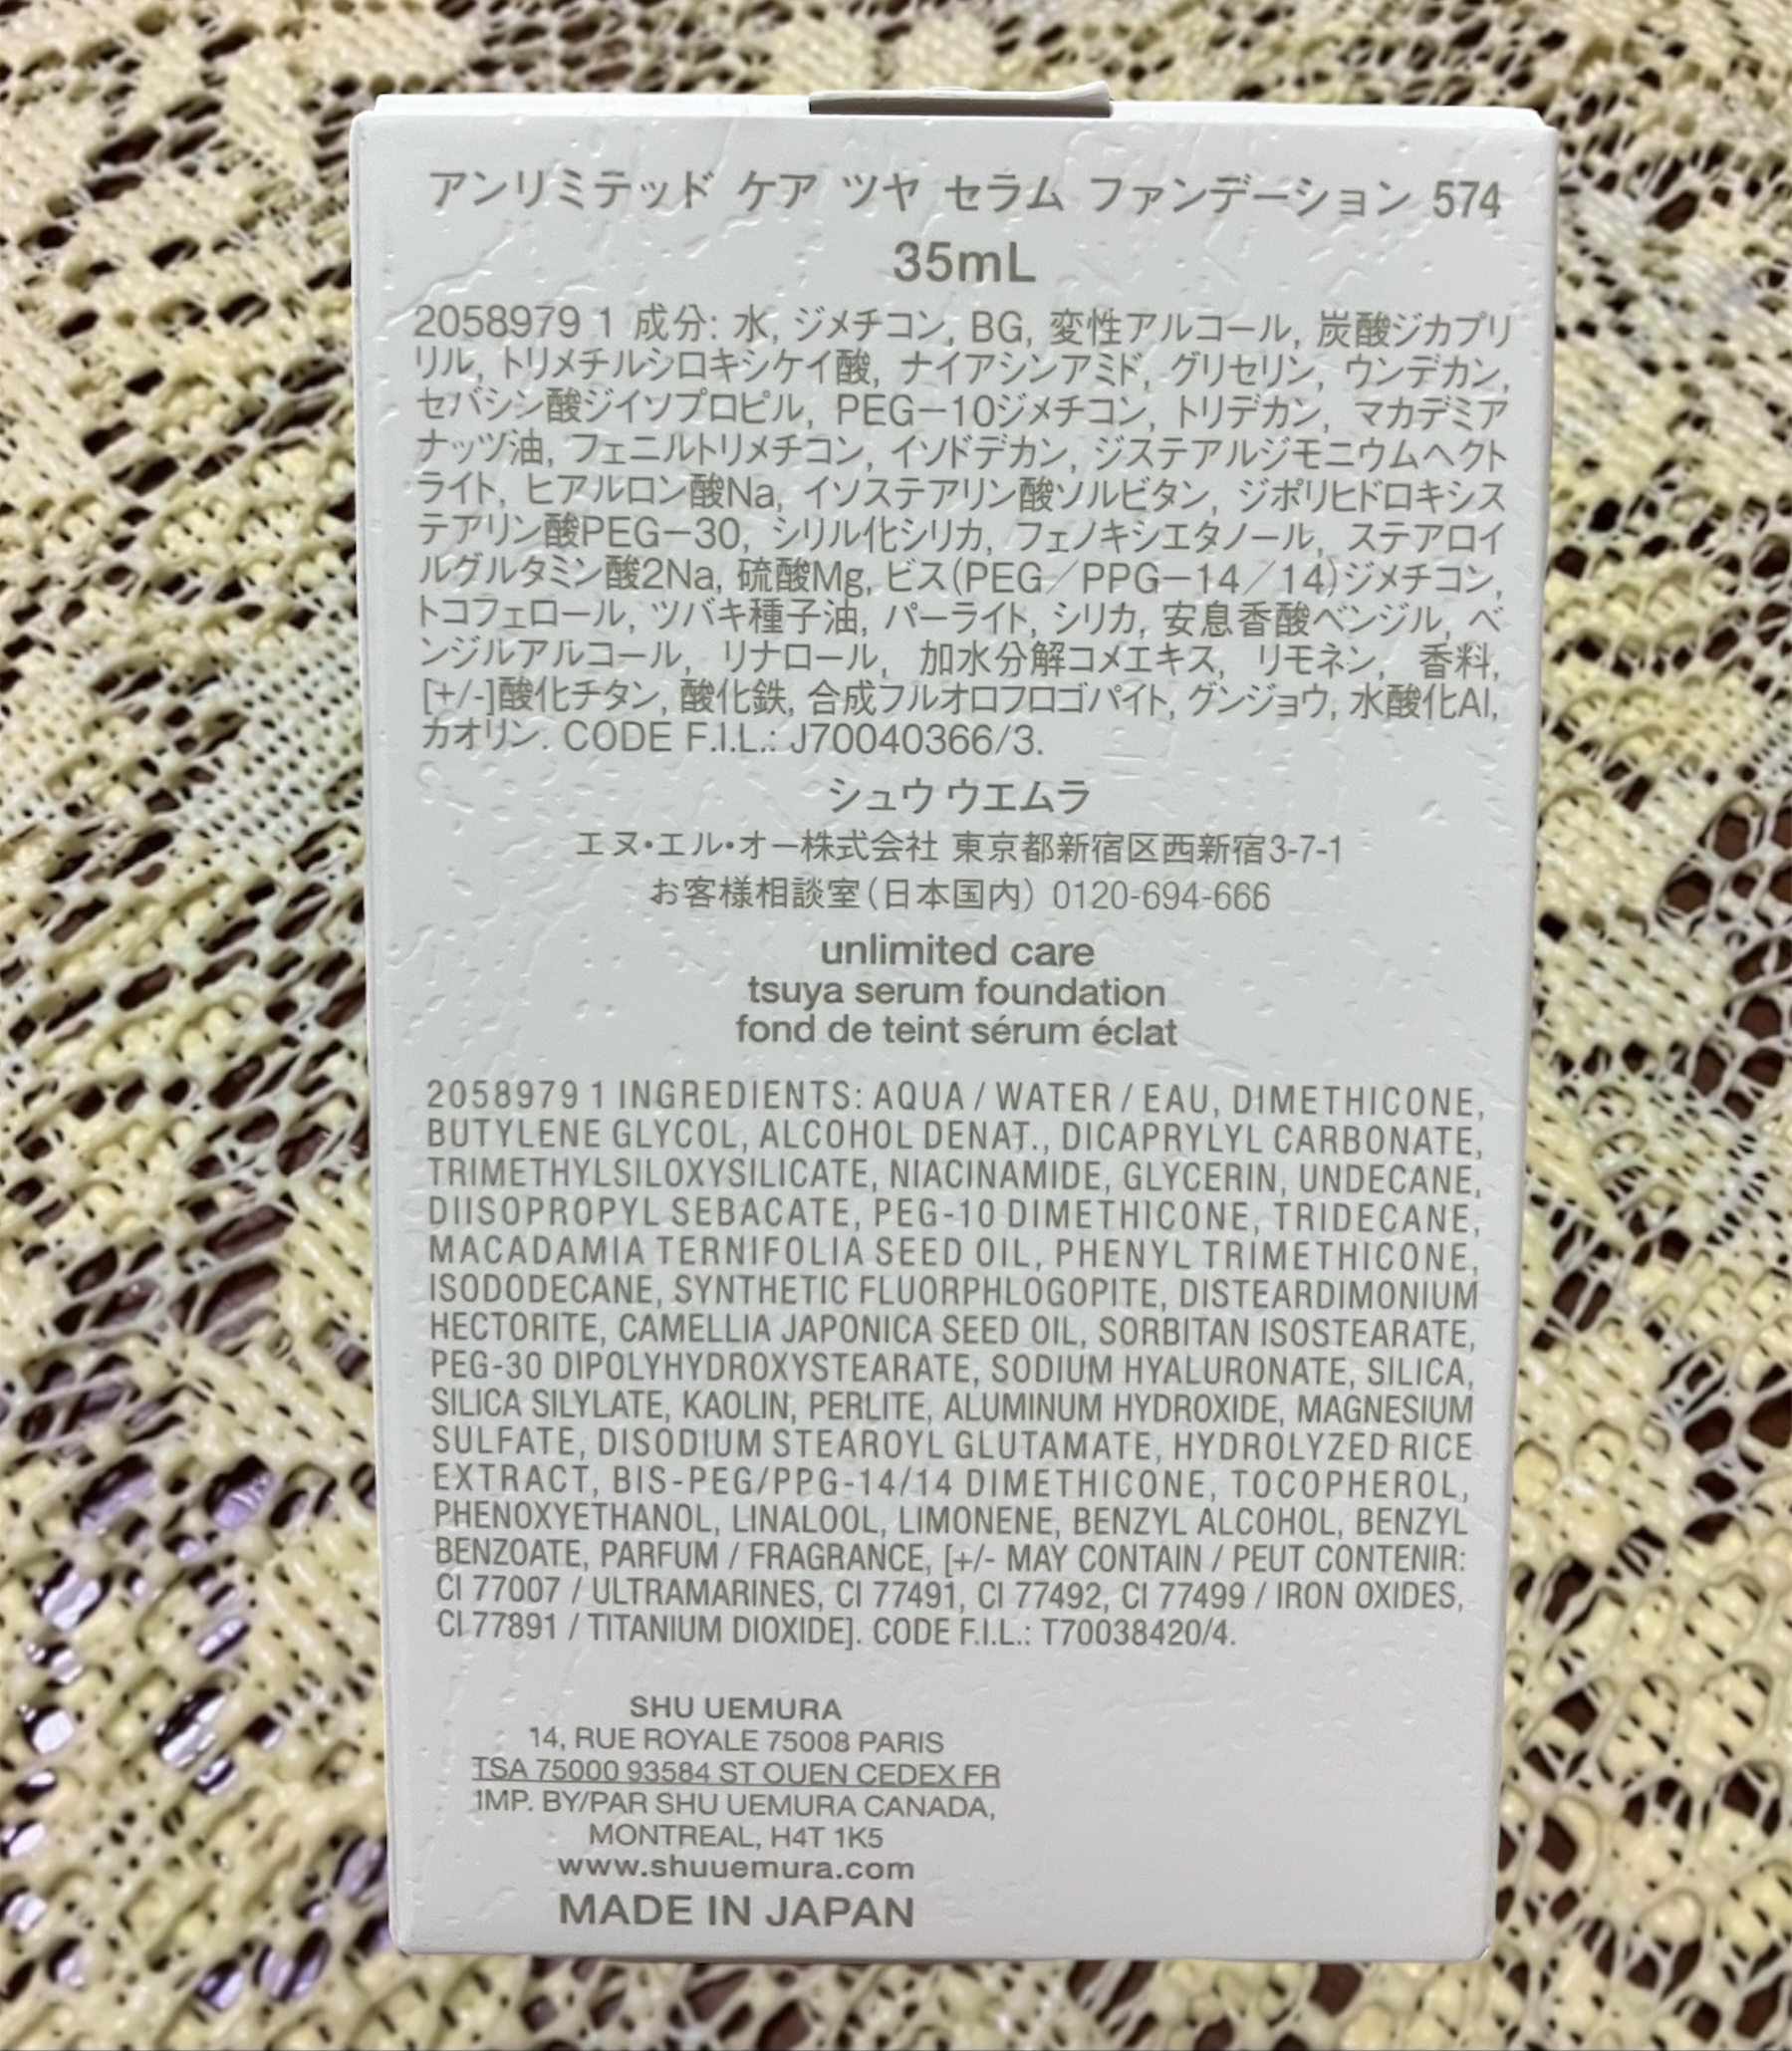 アンリミテッド ケア ツヤ セラム ファンデーション 574
35mL
2058979 1 成分: 水, ジメチコン, BG, 変性アルコール, 炭酸ジカプリ
リル, トリメチルシロキシケイ酸, ナイアシンアミド, グリセリン, ウンデカン,
セバシン酸ジイソプロピル, PEG－10ジメチコン, トリデカン, マカデミア
ナッツ油, フェニルトリメチコン, イソドデカン, ジステアルジモニウムヘクト
ライト, ヒアルロン酸Na, イソステアリン酸ソルビタン, ジポリヒドロキシス
テアリン酸PEG－30, シリル化シリカ, フェノキシエタノール, ステアロイ
ルグルタミン酸2Na, 硫酸Mg, ビス(PEG／PPG－14／14)ジメチコン,
トコフェロール, ツバキ種子油, パーライト, シリカ, 安息香酸ベンジル, ベ
ンジルアルコール, リナロール, 加水分解コメエキス, リモネン, 香料,
[+/-]酸化チタン, 酸化鉄, 合成フルオロフロゴパイト, グンジョウ, 水酸化Al,
カオリン. CODE F.I.L.: J70040366/3.
シュウ ウエムラ
エヌ・エル・オー株式会社 東京都新宿区西新宿3-7-1
お客様相談室(日本国内) 0120-694-666
unlimited care
tsuya serum foundation
fond de teint sérum éclat
2058979 1 INGREDIENTS: AQUA / WATER / EAU, DIMETHICONE,
BUTYLENE GLYCOL, ALCOHOL DENAT., DICAPRYLYL CARBONATE,
TRIMETHYLSILOXYSILICATE, NIACINAMIDE, GLYCERIN, UNDECANE,
DIISOPROPYL SEBACATE, PEG-10 DIMETHICONE, TRIDECANE,
MACADAMIA TERNIFOLIA SEED OIL, PHENYL TRIMETHICONE,
ISODODECANE, SYNTHETIC FLUORPHLOGOPITE, DISTEARDIMONIUM
HECTORITE, CAMELLIA JAPONICA SEED OIL, SORBITAN ISOSTEARATE,
PEG-30 DIPOLYHYDROXYSTEARATE, SODIUM HYALURONATE, SILICA,
SILICA SILYLATE, KAOLIN, PERLITE, ALUMINUM HYDROXIDE, MAGNESIUM
SULFATE, DISODIUM STEAROYL GLUTAMATE, HYDROLYZED RICE
EXTRACT, BIS-PEG/PPG-14/14 DIMETHICONE, TOCOPHEROL,
PHENOXYETHANOL, LINALOOL, LIMONENE, BENZYL ALCOHOL, BENZYL
BENZOATE, PARFUM / FRAGRANCE, [+/- MAY CONTAIN / PEUT CONTENIR:
CI 77007 / ULTRAMARINES, CI 77491, CI 77492, CI 77499 / IRON OXIDES,
CI 77891 / TITANIUM DIOXIDE]. CODE F.I.L.: T70038420/4.
SHU UEMURA
14, RUE ROYALE 75008 PARIS
TSA 75000 93584 ST OUEN CEDEX FR
IMP. BY/PAR SHU UEMURA CANADA,
MONTREAL, H4T 1K5
www.shuuemura.com
MADE IN JAPAN